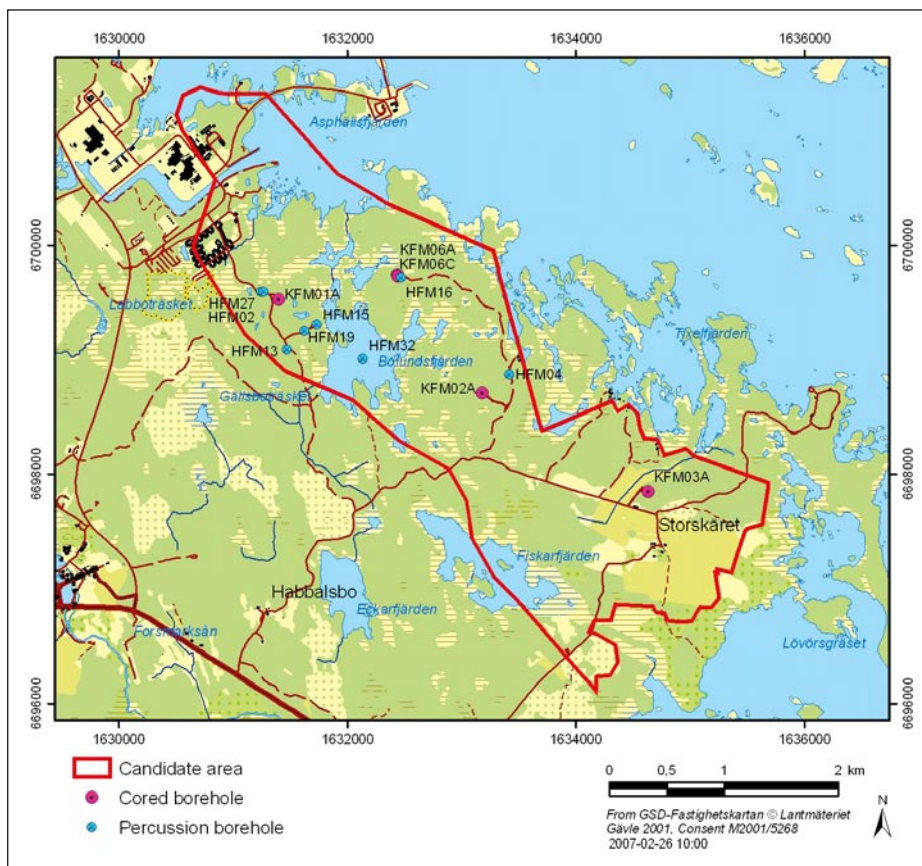 1630000 1632000 1634000 1636000
Asphällsfjärden
6700000 6700000
KFM06A
KFM06C
HFM16
Labboträsket
KFM01A
HFM27
HFM02
HFM15
HFM19
HFM13
HFM32
Bolundsfjärden
Tixelfjärden
HFM04
KFM02A
Gällsboträsket
6698000 6698000
KFM03A
Storskäret
Fiskarfjärden
Habbalsbo
Eckarfjärden
Forsmarksån
Lövörsgräset
6696000 6696000
1630000 1632000 1634000 1636000
Candidate area
Cored borehole
Percussion borehole
0 0,5 1 2 km
From GSD-Fastighetskartan © Lantmäteriet
Gävle 2001, Consent M2001/5268
2007-02-26 10:00
N